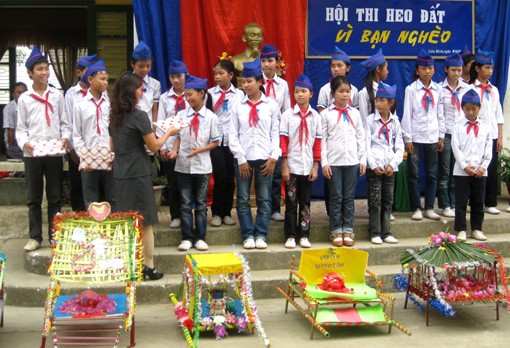 HỘI THI HEO ĐẤT
VÌ BẠN NGHÈO